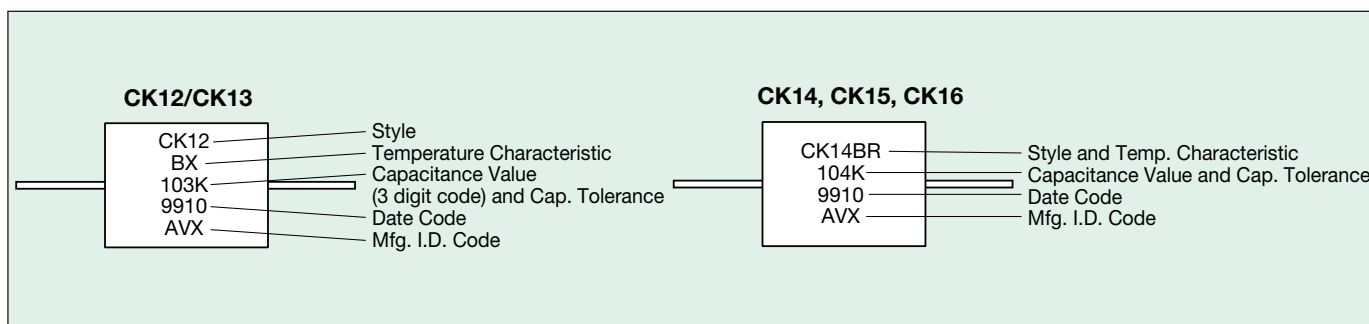 CK12/CK13
CK12
BX
103K
9910
AVX
Style
Temperature Characteristic
Capacitance Value
(3 digit code) and Cap. Tolerance
Date Code
Mfg. I.D. Code
CK14, CK15, CK16
CK14BR
104K
9910
AVX
Style and Temp. Characteristic
Capacitance Value and Cap. Tolerance
Date Code
Mfg. I.D. Code